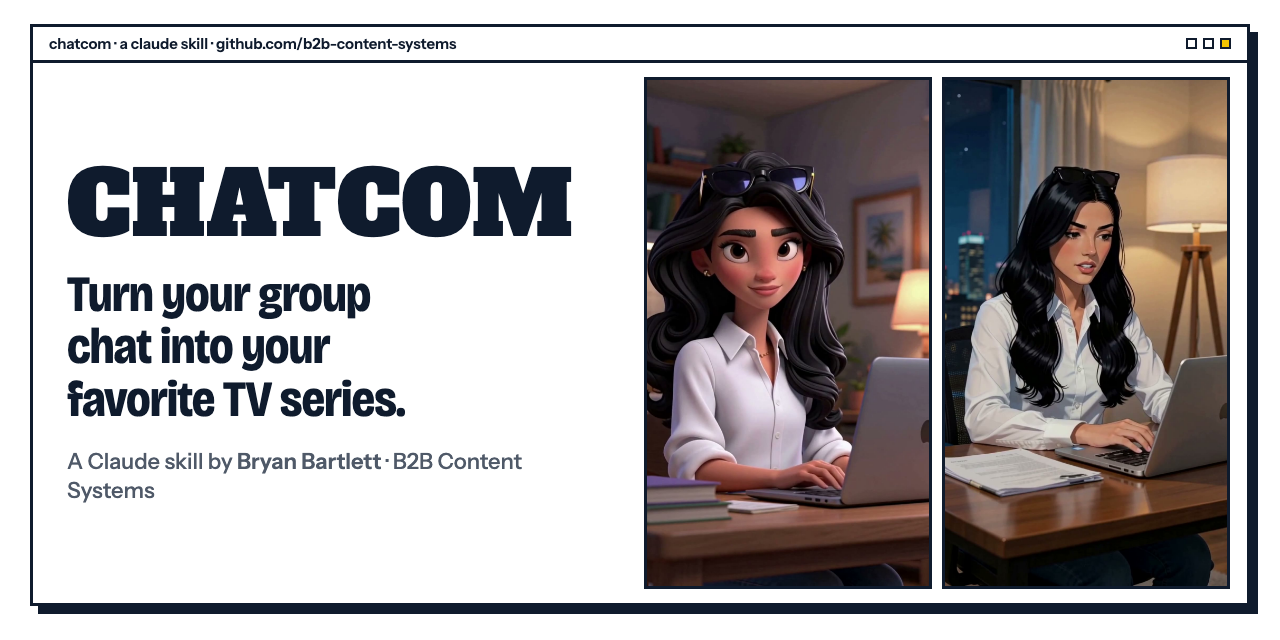 chatcom · a claude skill · github.com/b2b-content-systems
CHATCOM
Turn your group
chat into your
favorite TV series.
A Claude skill by Bryan Bartlett · B2B Content
Systems